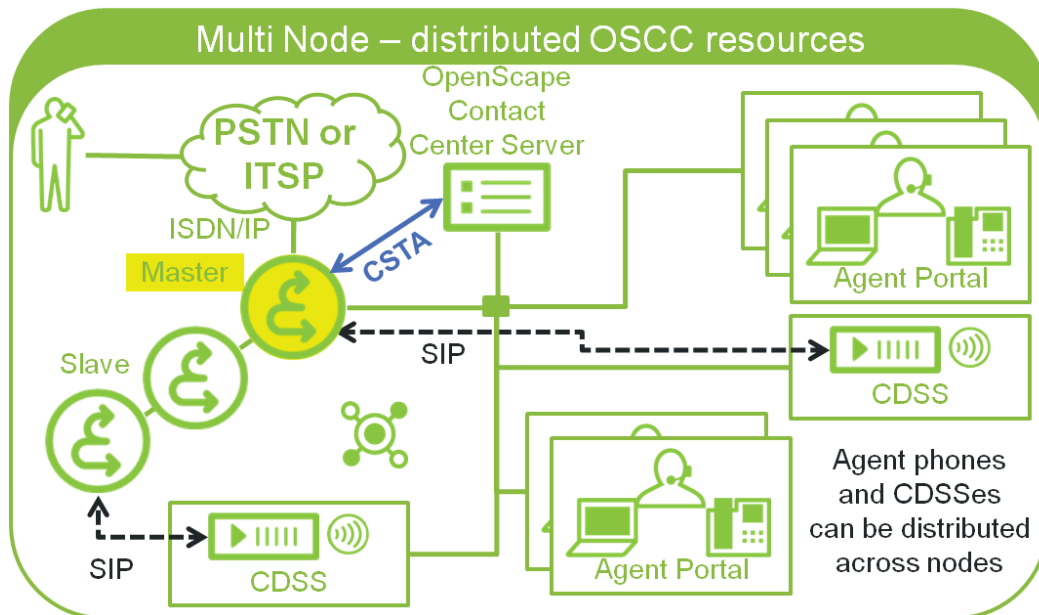 Multi Node – distributed OSCC resources
OpenScape
Contact
Center Server
PSTN or
ITSP
ISDN/IP
CSTA
Master
Agent Portal
SIP
Slave
CDSS
Agent phones
and CDSSes
can be distributed
across nodes
SIP
CDSS
Agent Portal